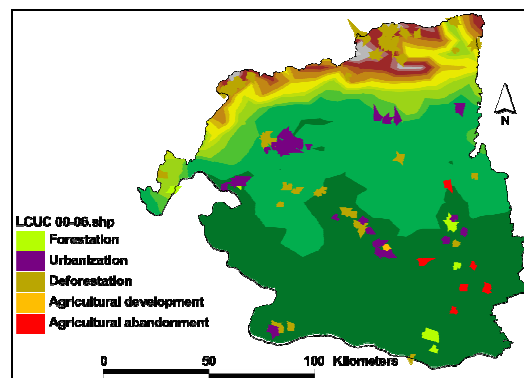 N
LCUC 00-06.shp
Forestation
Urbanization
Deforestation
Agricultural development
Agricultural abandonment
0 50 100 Kilometers